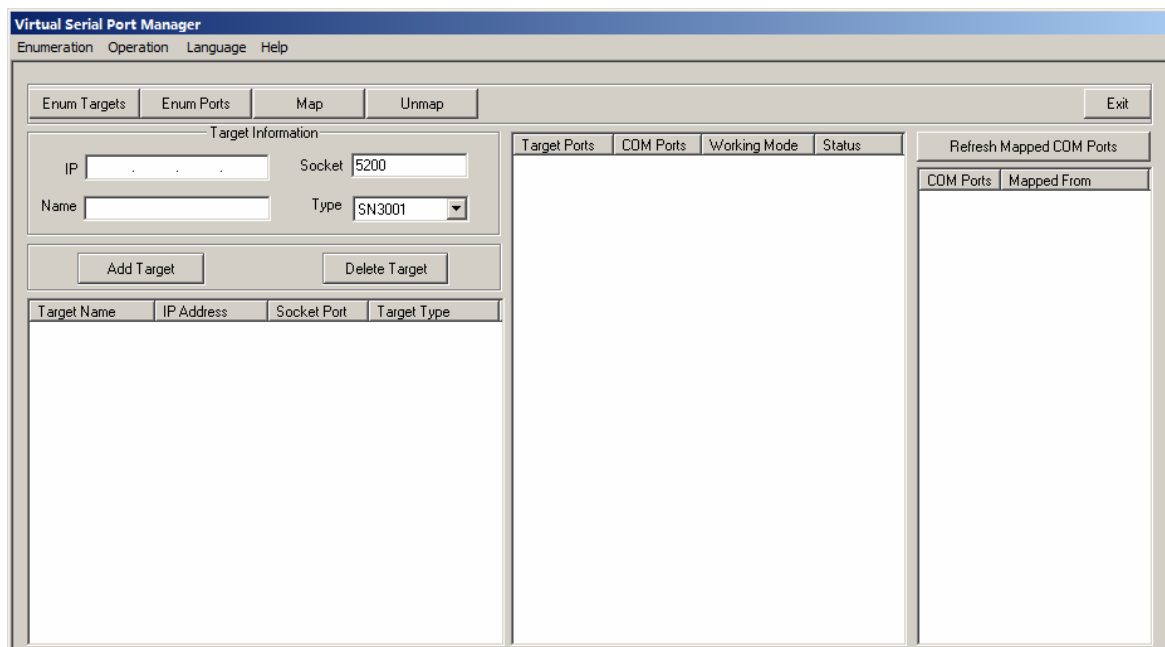 Virtual Serial Port Manager
Enumeration Operation Language Help
Enum Targets Enum Ports Map Unmap Exit
Target Information
IP . . . Socket 5200
Name Type SN3001
Add Target Delete Target
Target Name IP Address Socket Port Target Type
Target Ports COM Ports Working Mode Status
Refresh Mapped COM Ports
COM Ports Mapped From